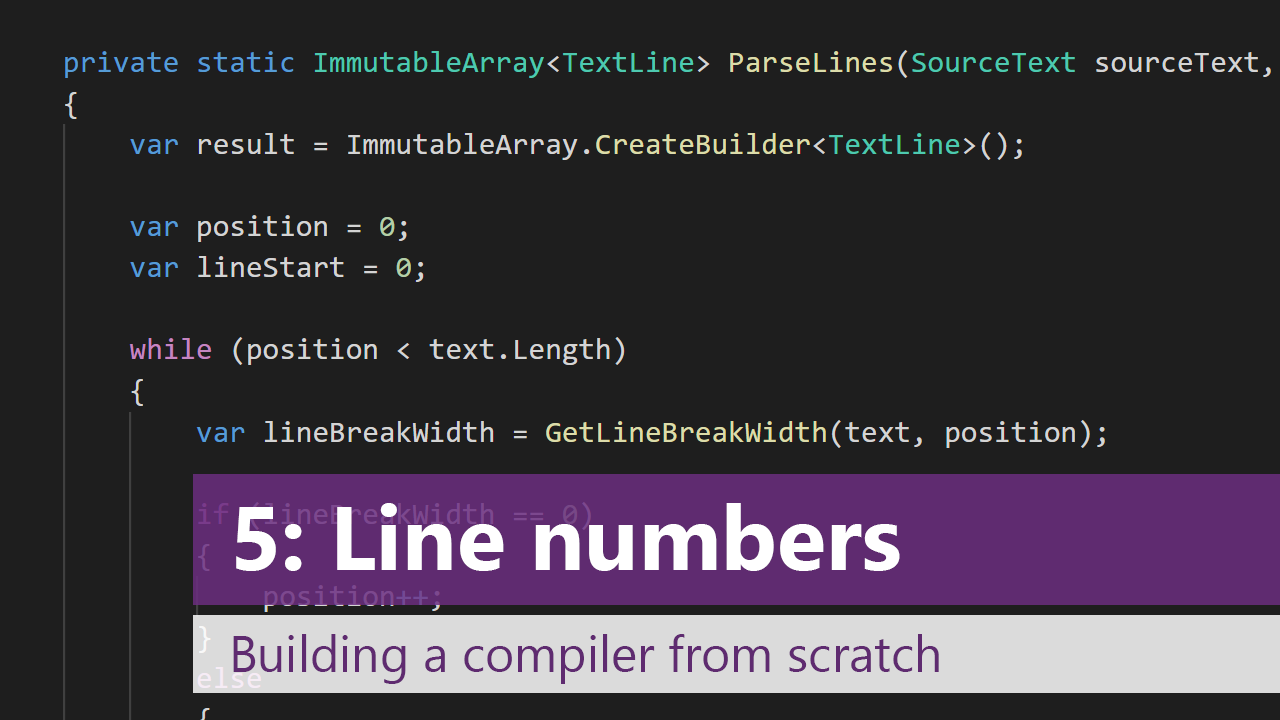 private static ImmutableArray<TextLine> ParseLines(SourceText sourceText,
{
var result = ImmutableArray.CreateBuilder<TextLine>();
var position = 0;
var lineStart = 0;
while (position < text.Length)
{
var lineBreakWidth = GetLineBreakWidth(text, position);
if (lineBreakWidth == 0)
5: Line numbers
{
position++;
}
Building a compiler from scratch
else
{